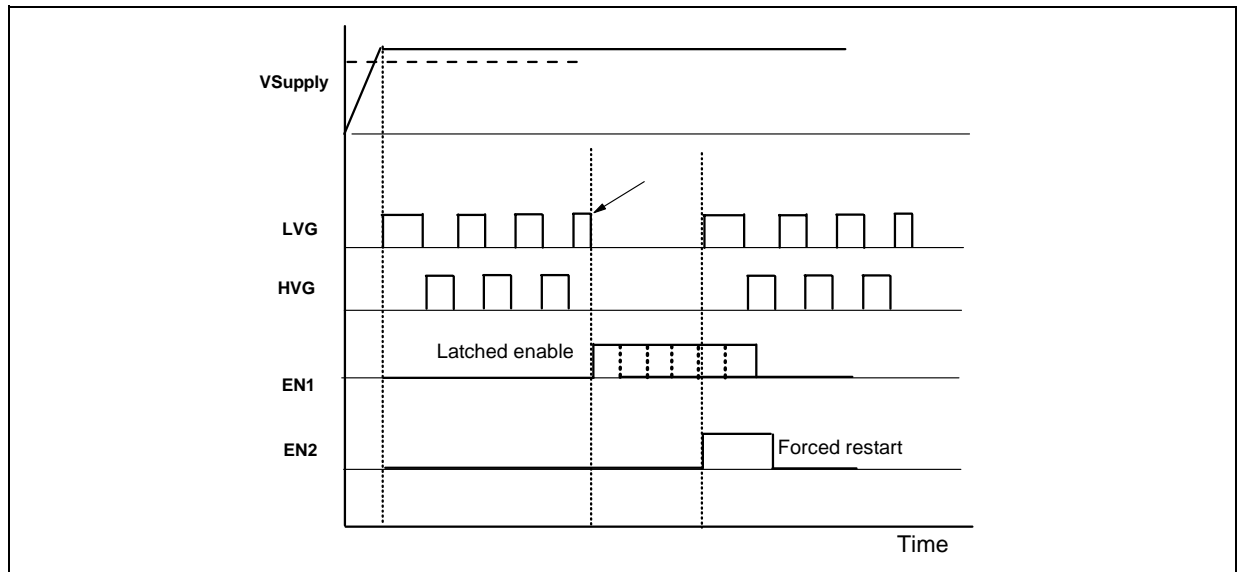 VSupply
LVG
HVG
Latched enable
EN1
EN2
Forced restart
Time